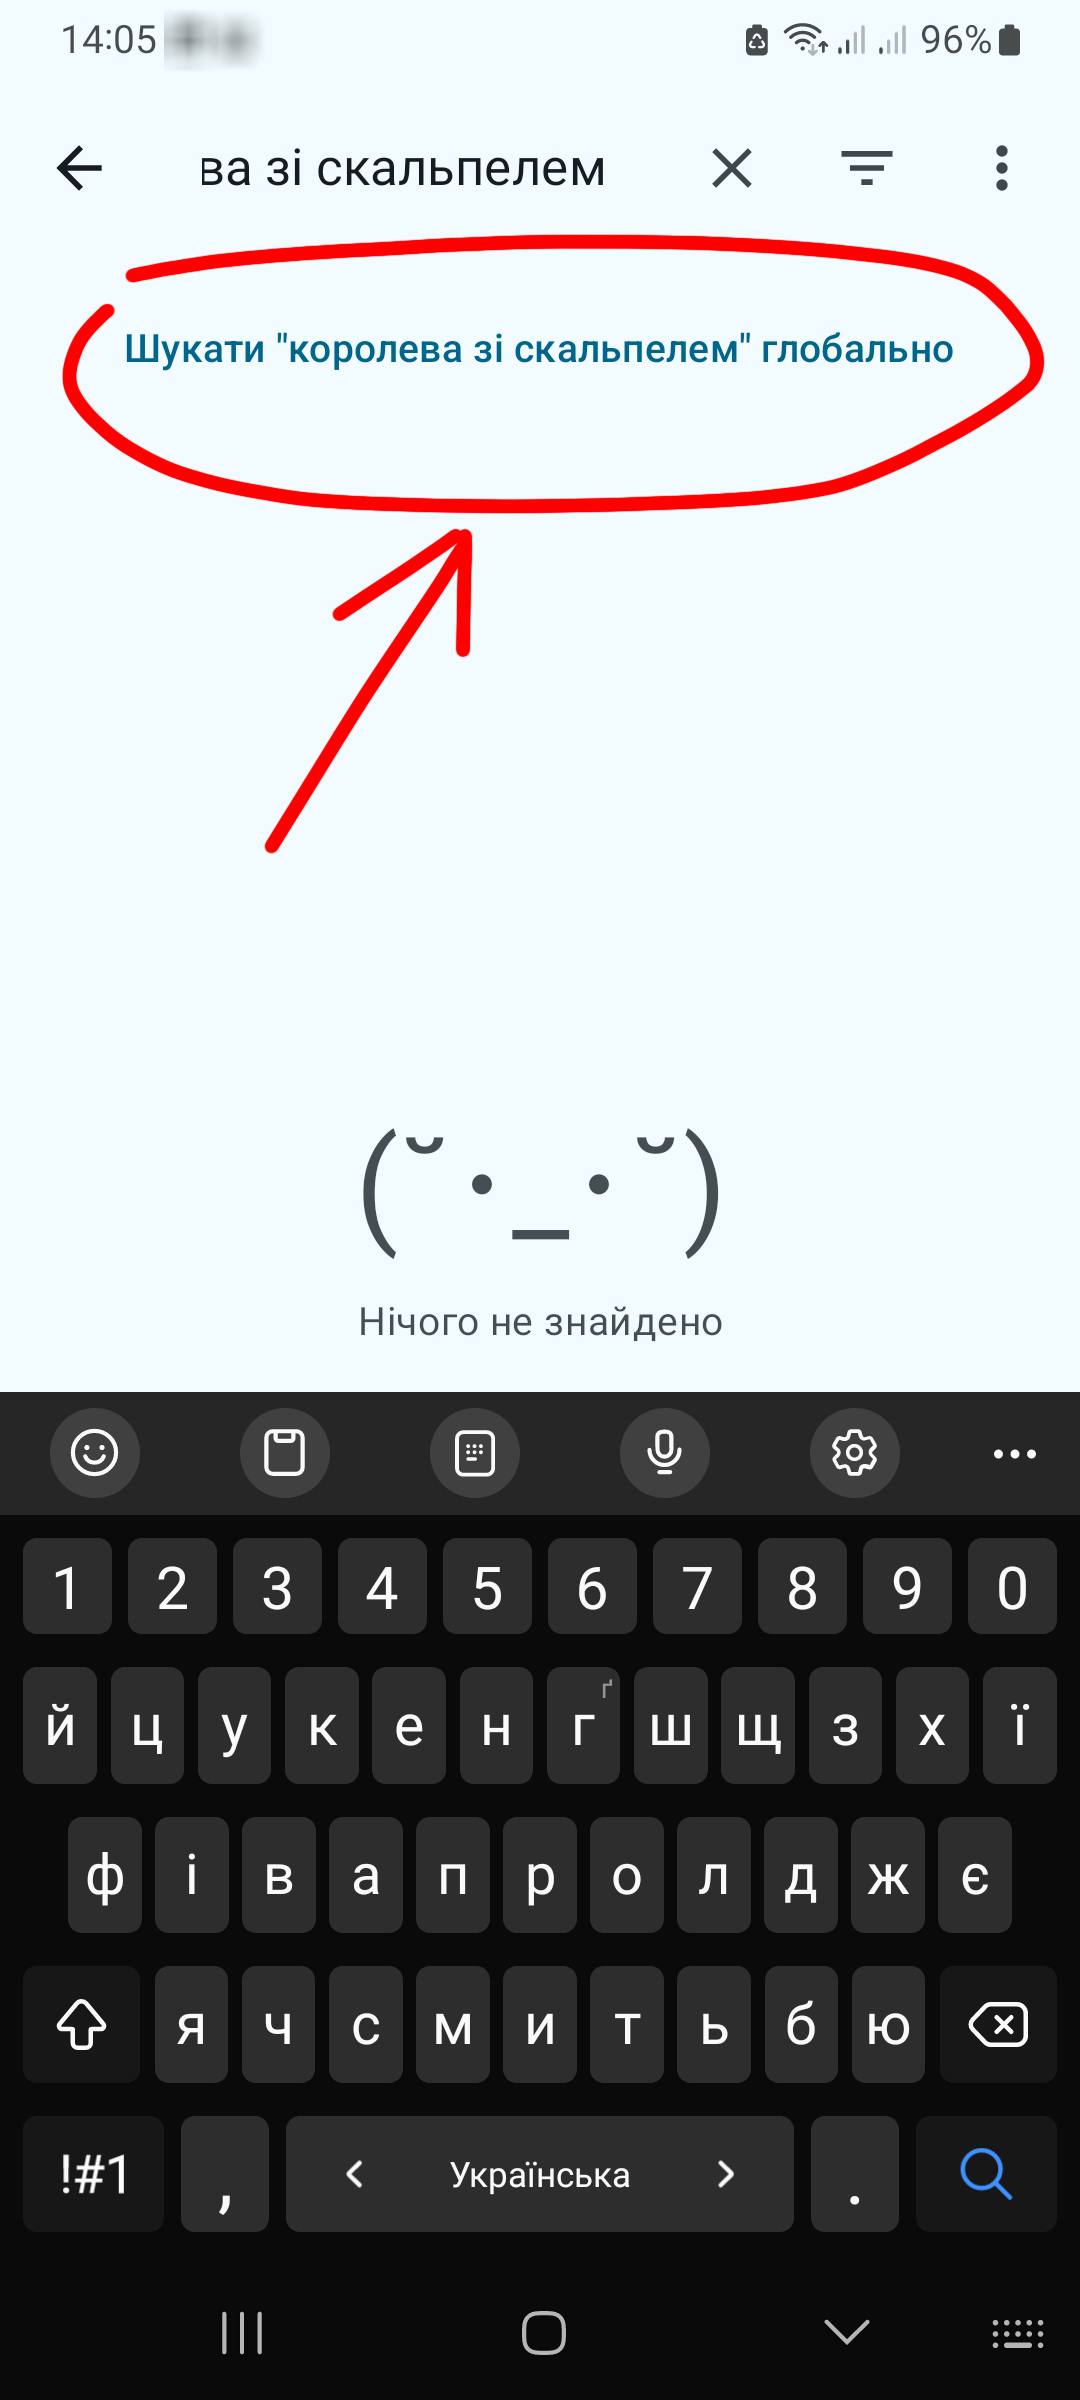 14:05
96%
ва зі скальпелем
Шукати "королева зі скальпелем" глобально
(˘･_･˘)
Нічого не знайдено
1 2 3 4 5 6 7 8 9 0
й ц у к е н г ґ ш щ з х ї
ф і в а п р о л д ж є
я ч с м и т ь б ю
!#1 , < Українська > .